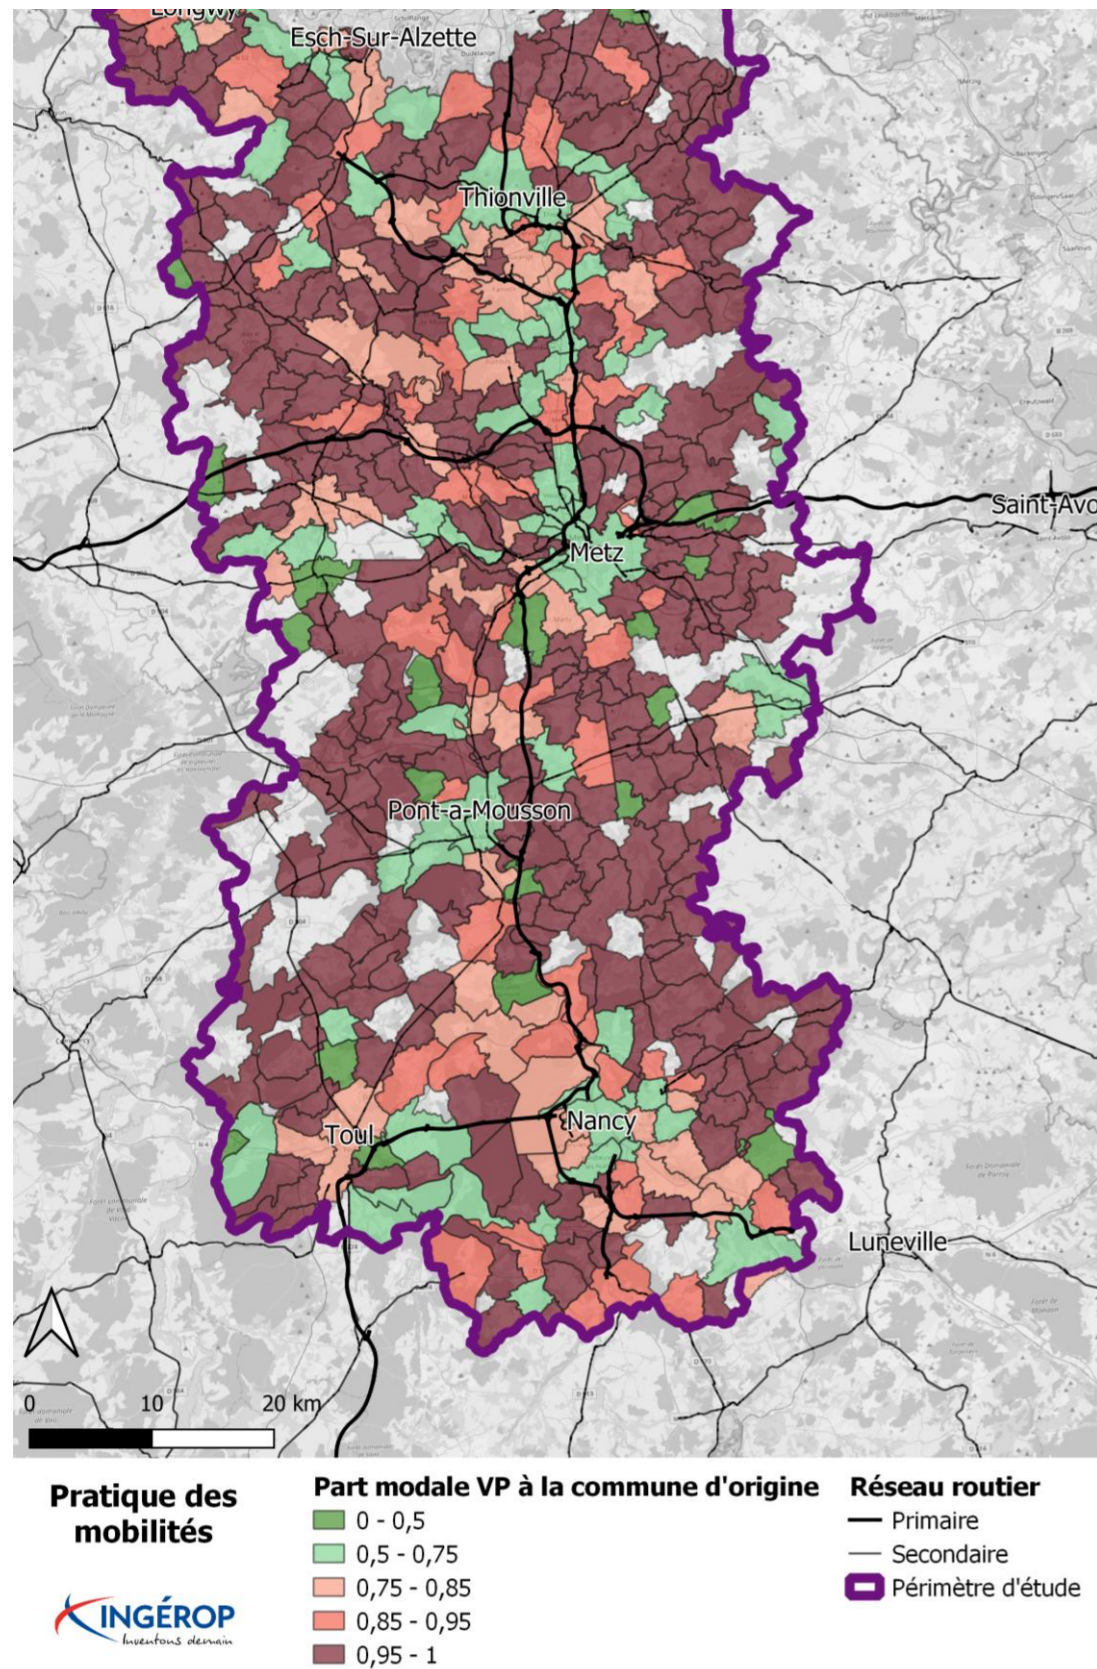 Esch-Sur-Alzette
Thionville
Metz
Saint-Avo
Pont-a-Mousson
Nancy
Toul
Luneville
0 10 20 km
Pratique des
mobilités
INGÉROP
Inventons demain
Part modale VP à la commune d'origine
0 - 0,5
0,5 - 0,75
0,75 - 0,85
0,85 - 0,95
0,95 - 1
Réseau routier
Primaire
Secondaire
Périmètre d'étude